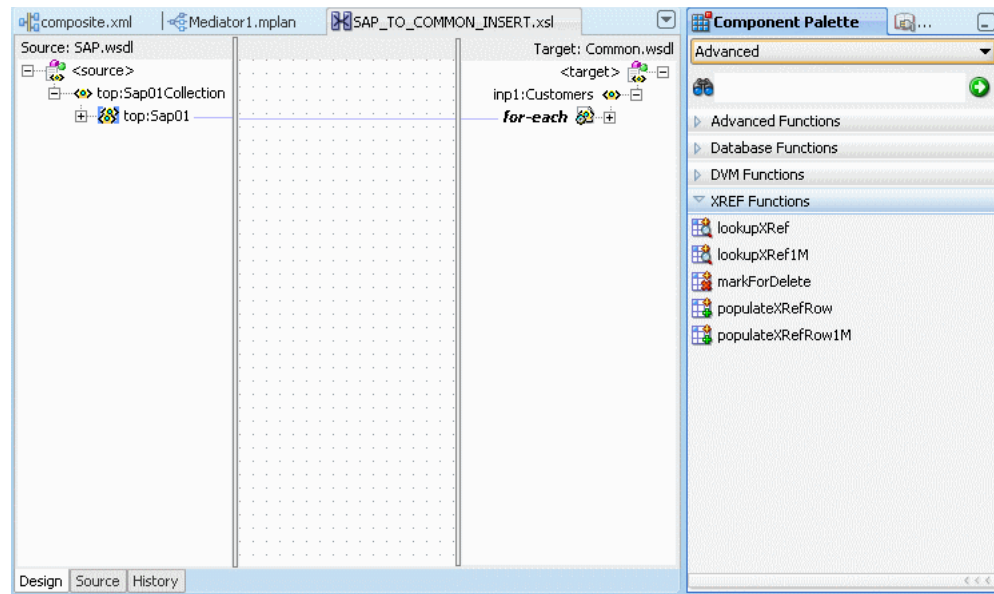 composite.xml
Mediator1.mplan
SAP_TO_COMMON_INSERT.xsl
Source: SAP.wsdl
<source>
top:Sap01Collection
top:Sap01
Target: Common.wsdl
<target>
inp1:Customers
for-each
Design
Source
History
Component Palette
...
Advanced
Advanced Functions
Database Functions
DVM Functions
XREF Functions
lookupXRef
lookupXRef1M
markForDelete
populateXRefRow
populateXRefRow1M